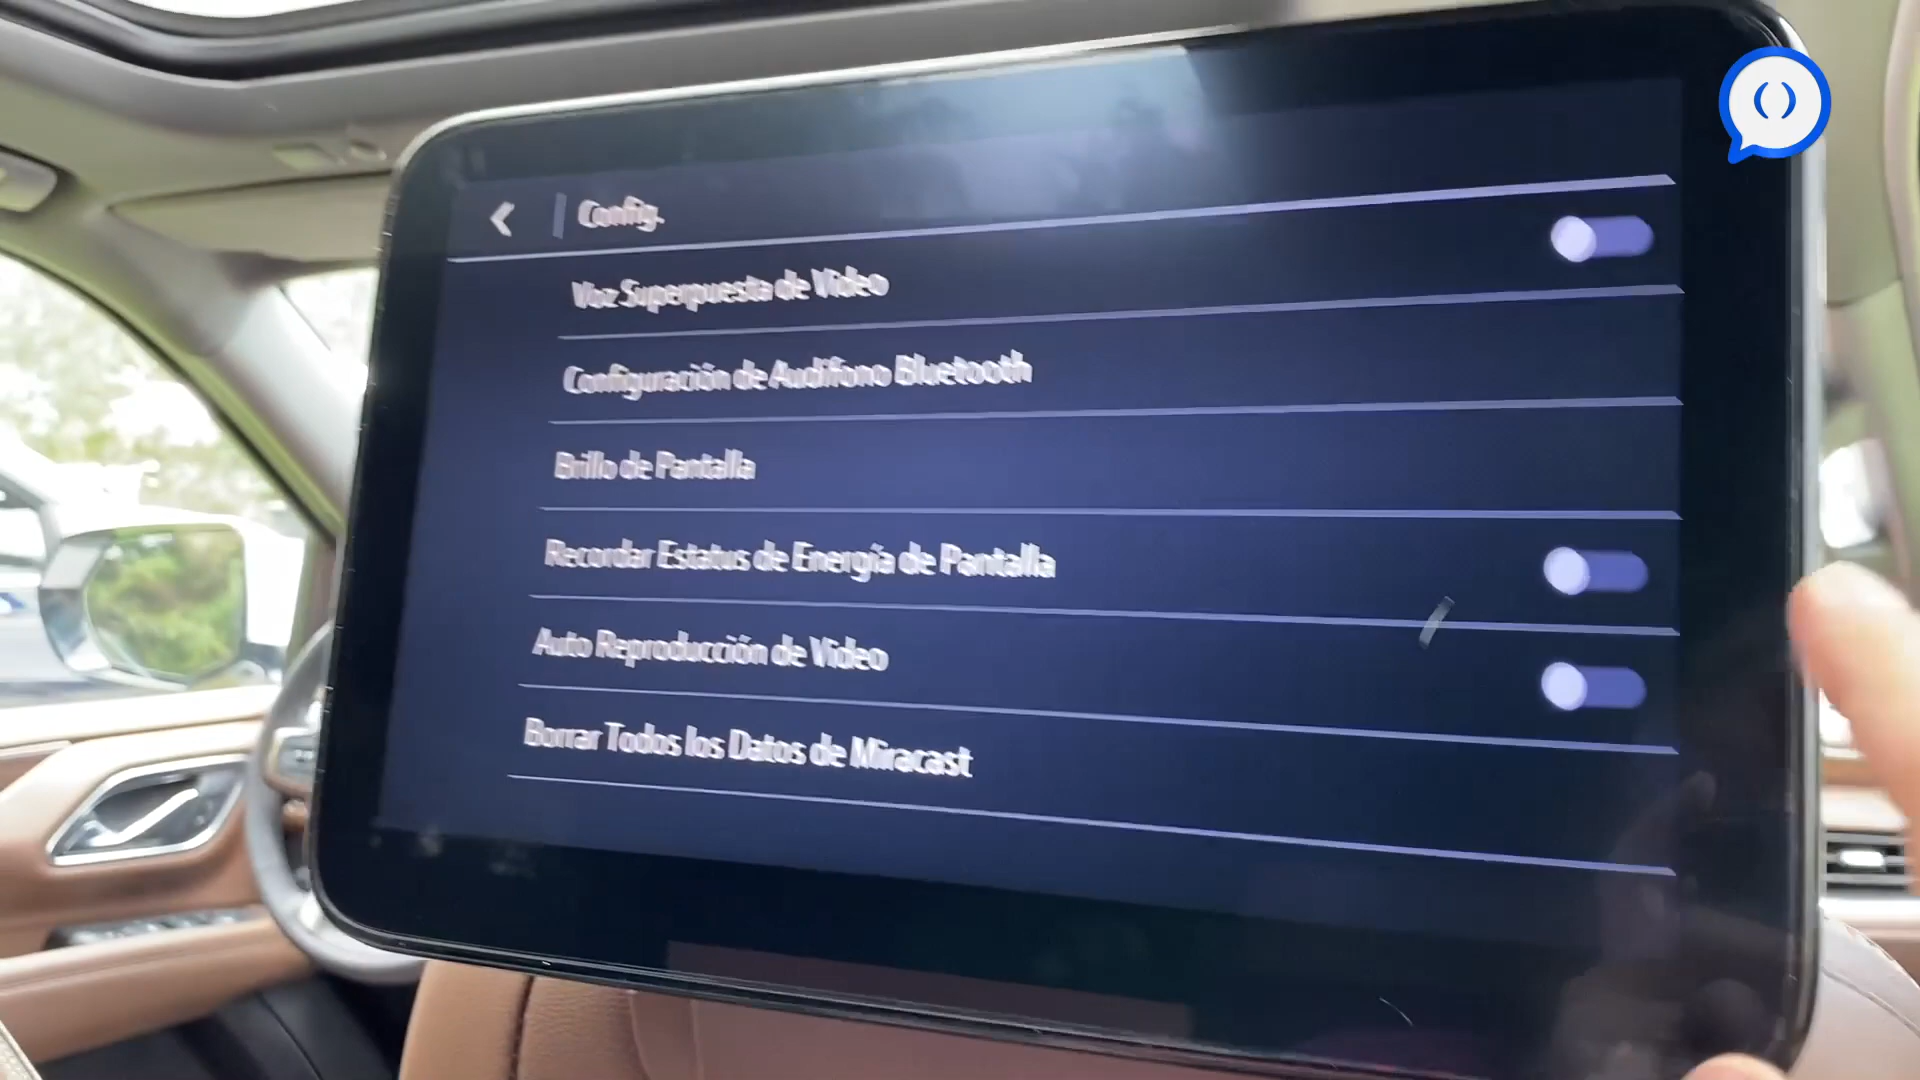 Config.
Voz Superpuesta de Video
Configuración de Audífono Bluetooth
Brillo de Pantalla
Recordar Estatus de Energía de Pantalla
Auto Reproducción de Video
Borrar Todos los Datos de Miracast